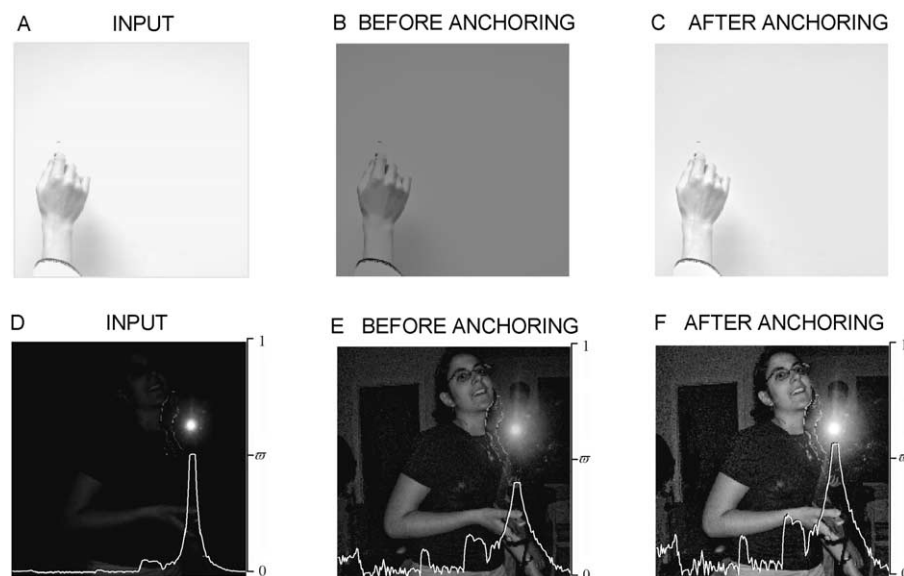 A INPUT
B BEFORE ANCHORING
C AFTER ANCHORING
D INPUT
E BEFORE ANCHORING
F AFTER ANCHORING
1
1
1
ϖ
ϖ
ϖ
0
0
0